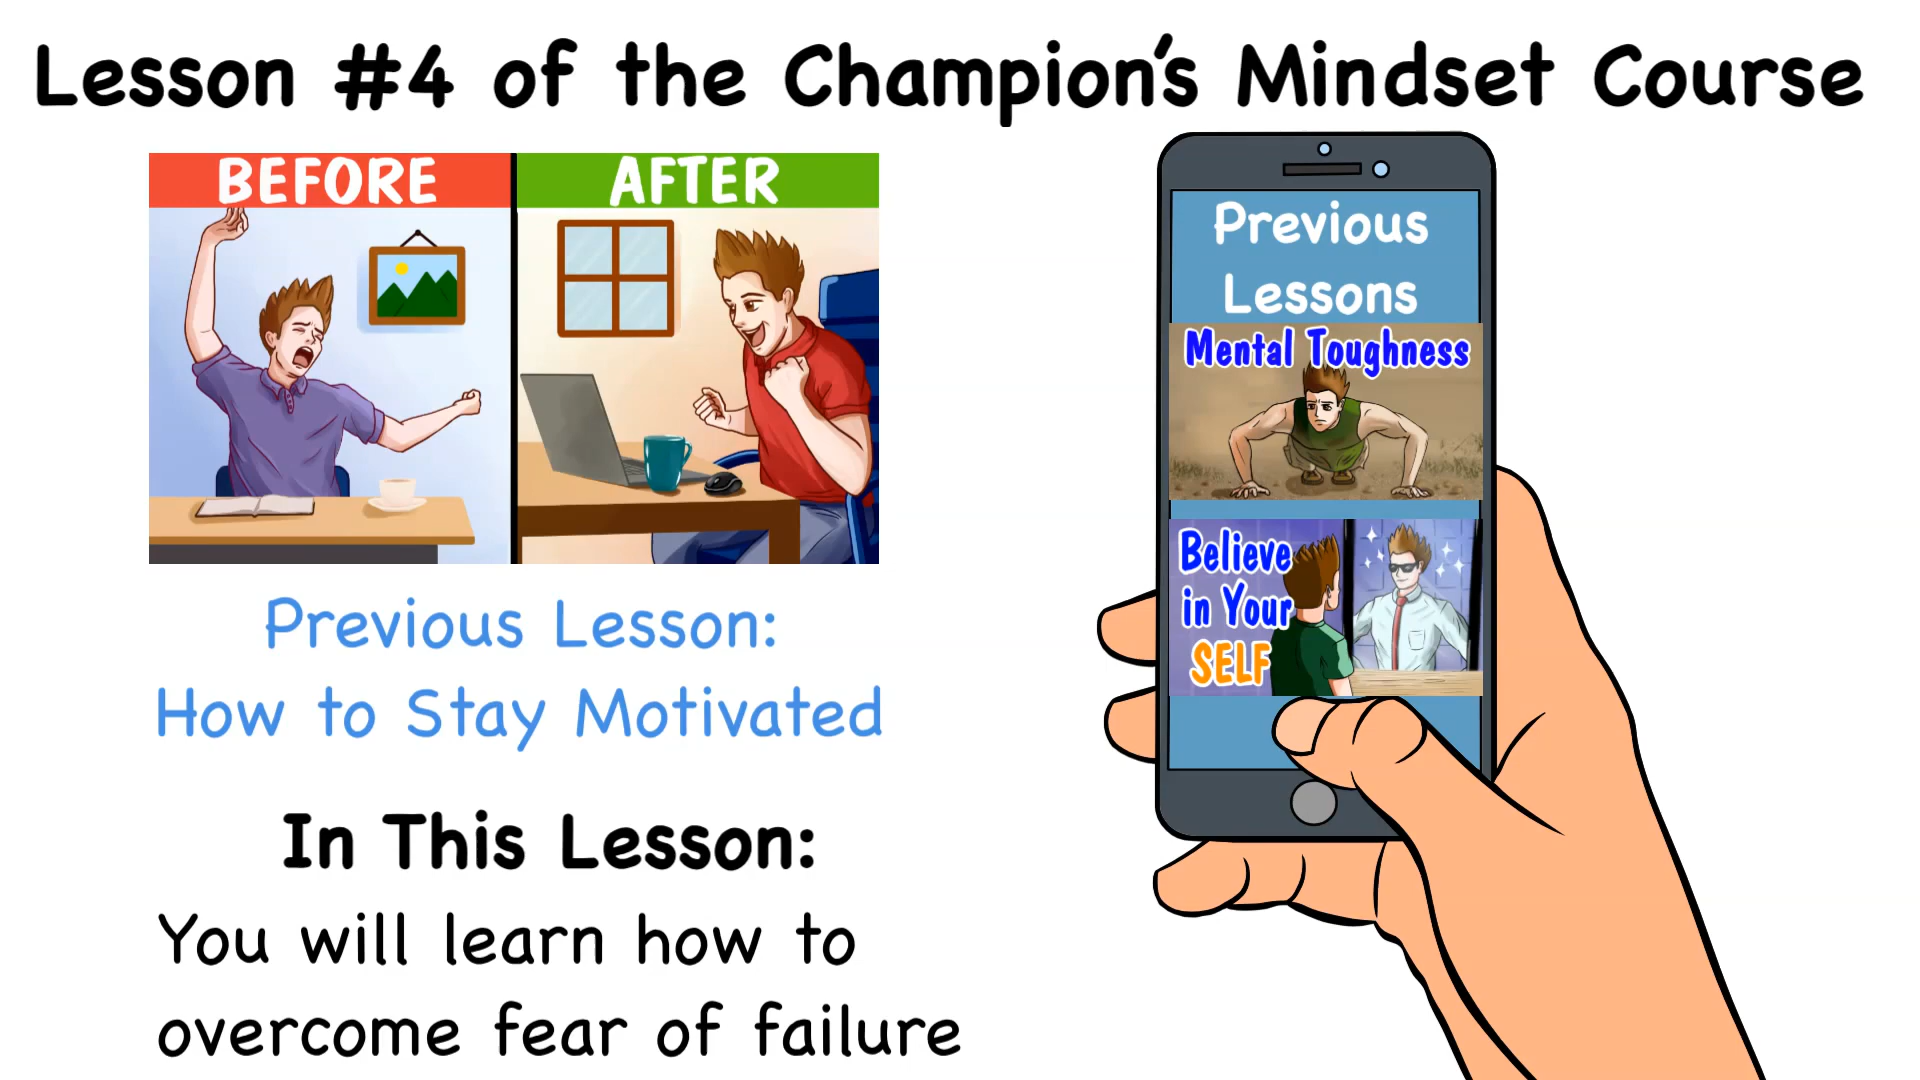 Lesson #4 of the Champion's Mindset Course
BEFORE
AFTER
Previous Lesson:
How to Stay Motivated
In This Lesson:
You will learn how to
overcome fear of failure
Previous
Lessons
Mental Toughness
Believe
in Your
SELF